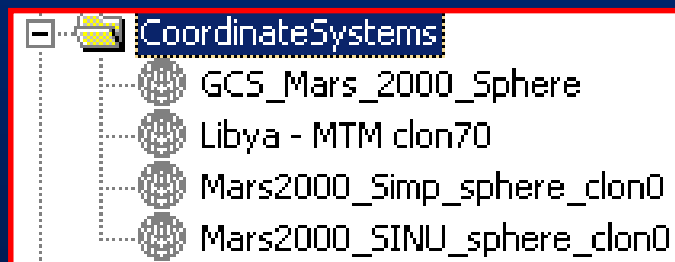 CoordinateSystems
GCS_Mars_2000_Sphere
Libya - MTM clon70
Mars2000_Simp_sphere_clon0
Mars2000_SINU_sphere_clon0